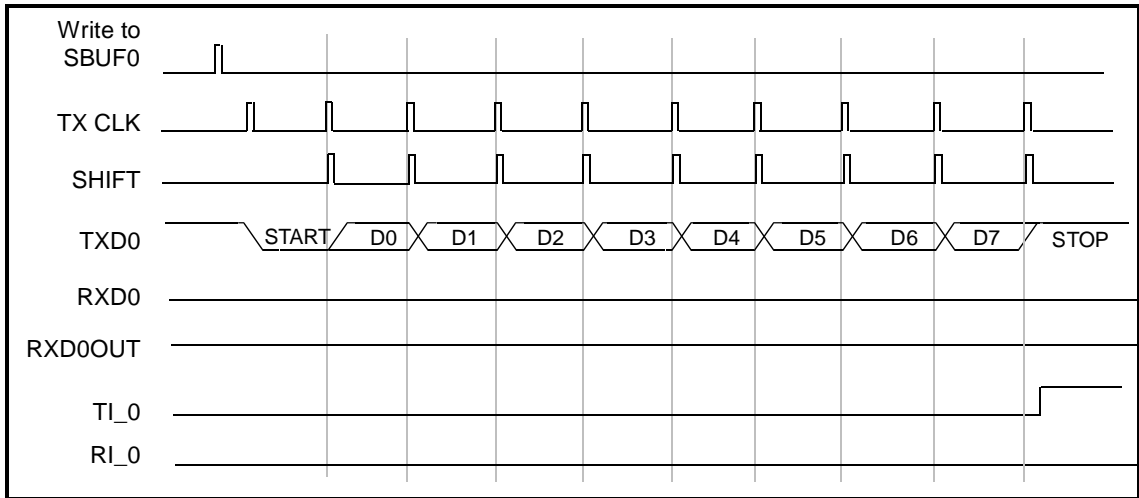 Write to
SBUF0
TX CLK
SHIFT
TXD0
START D0 D1 D2 D3 D4 D5 D6 D7 STOP
RXD0
RXD0OUT
TI_0
RI_0